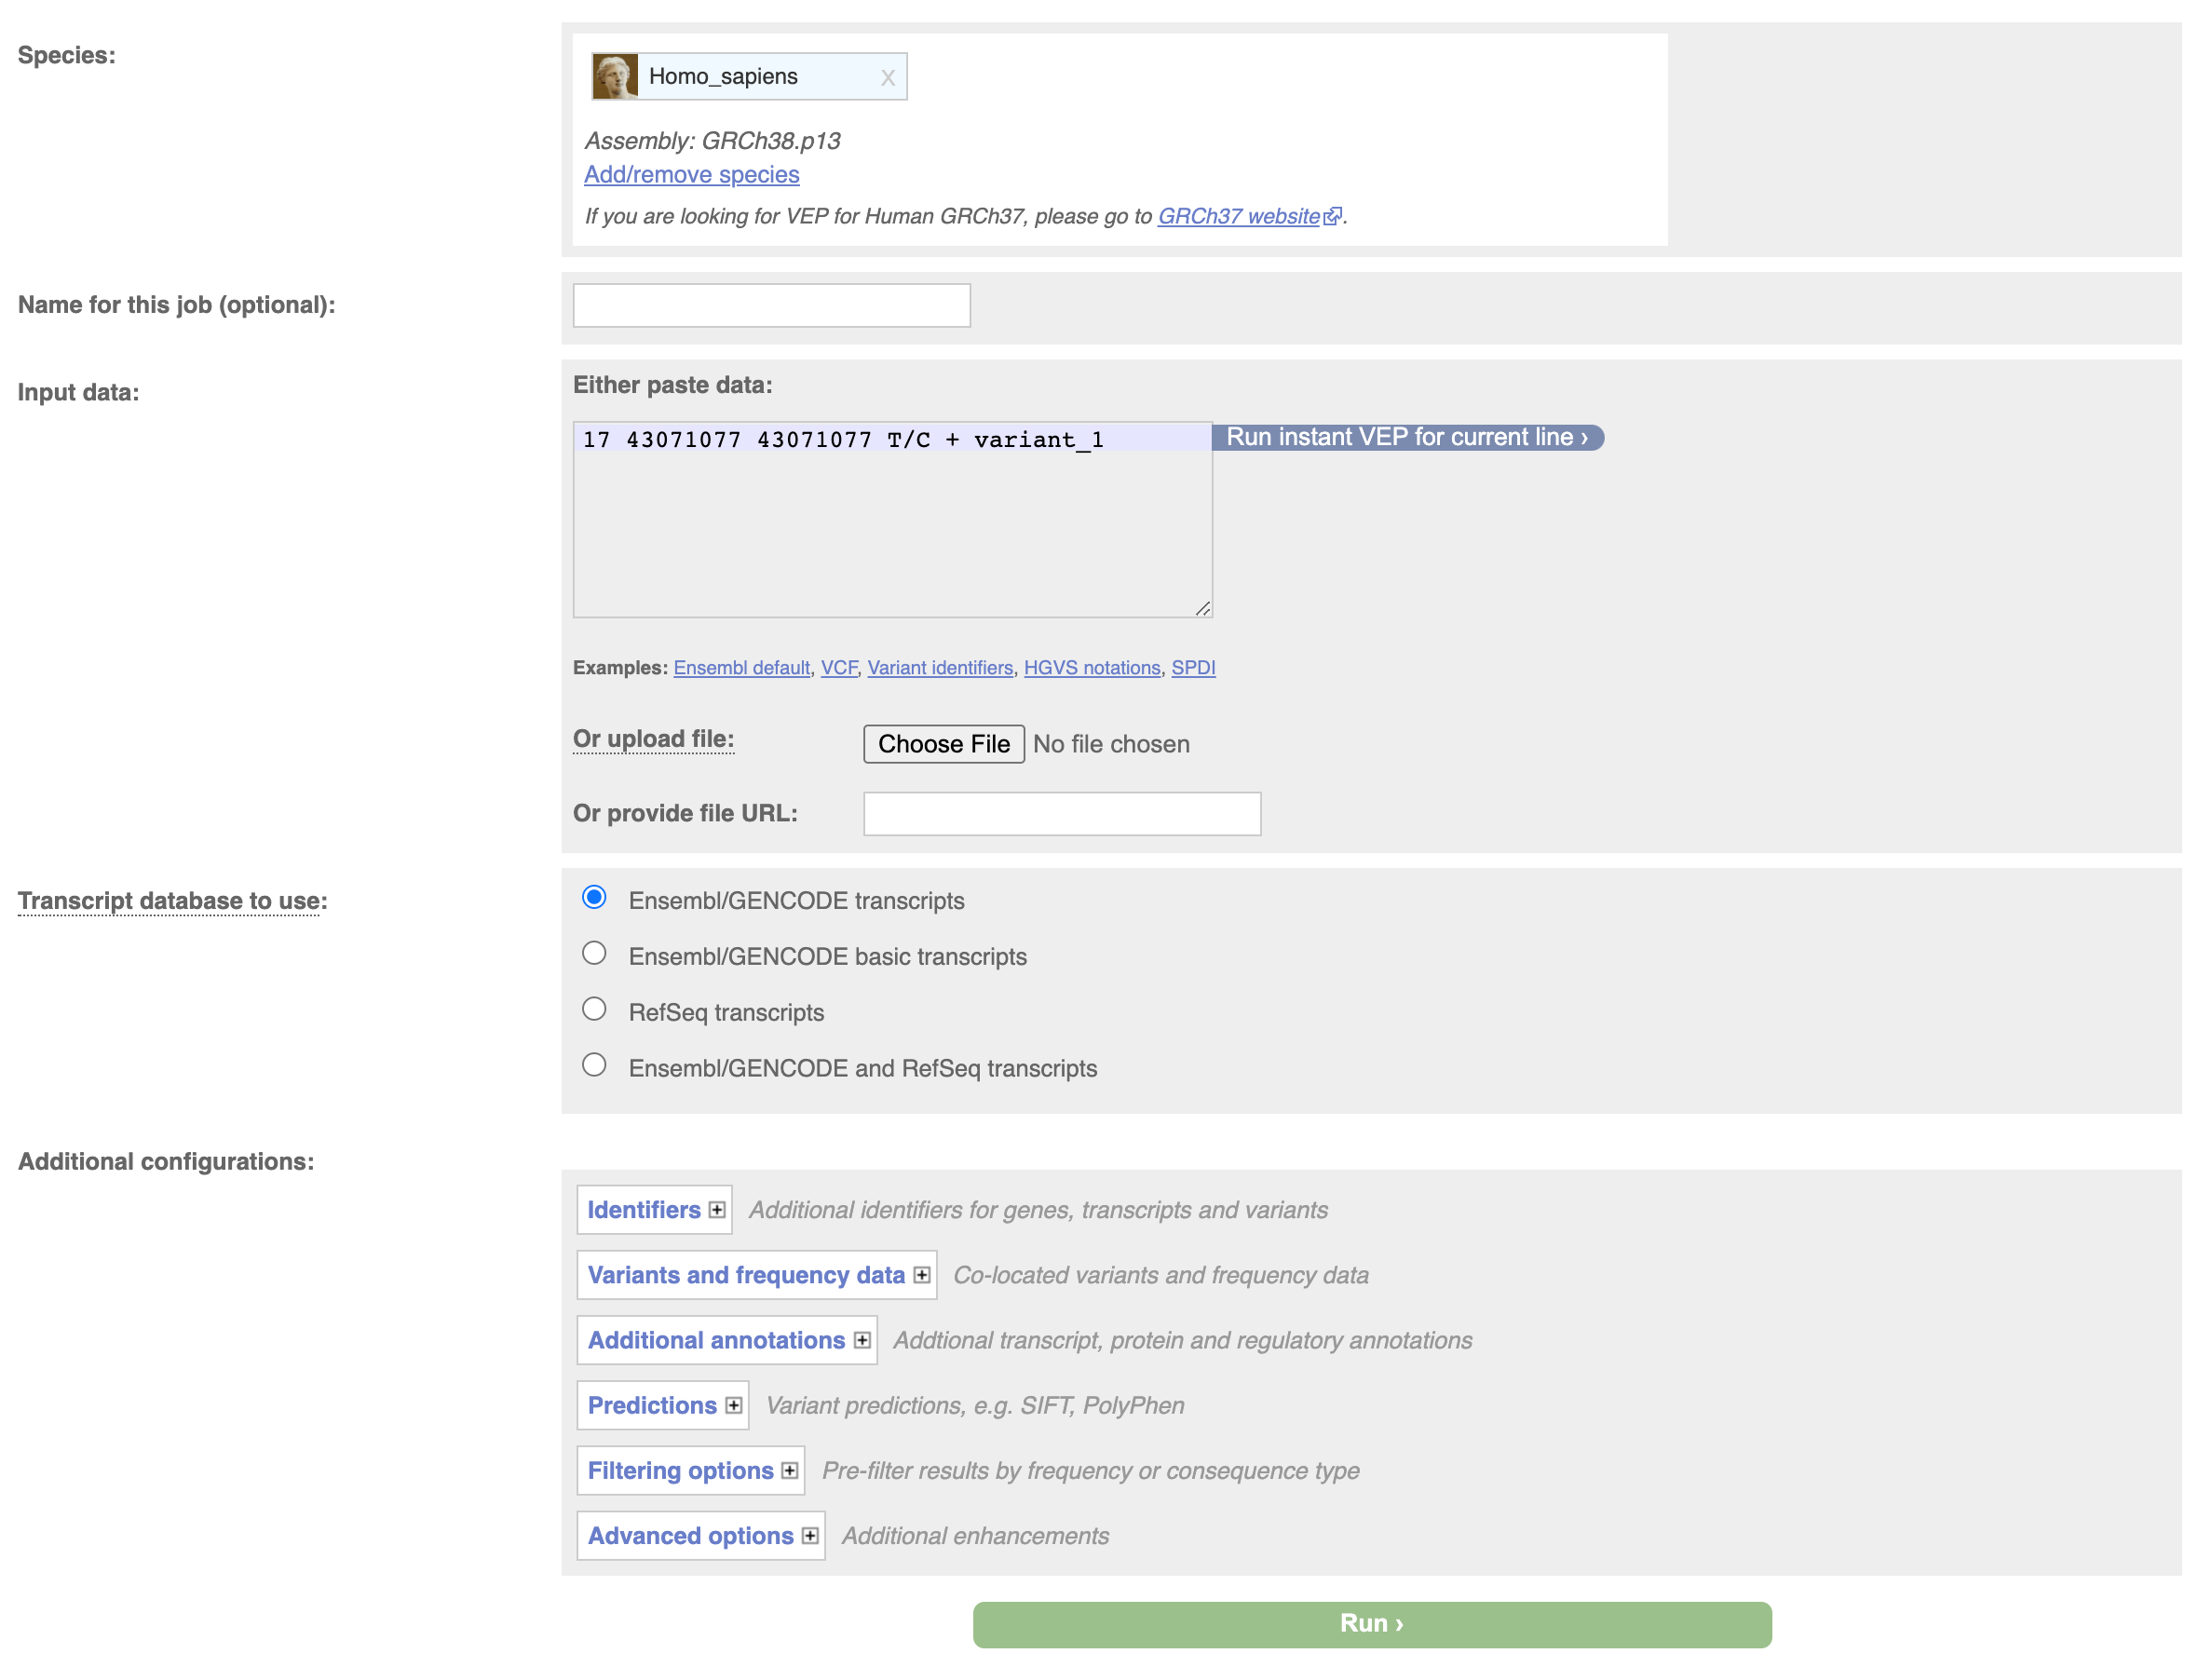 Species:
Homo_sapiens X
Assembly: GRCh38.p13
Add/remove species
If you are looking for VEP for Human GRCh37, please go to GRCh37 website.
Name for this job (optional):
Input data:
Either paste data:
17 43071077 43071077 T/C + variant_1
Run instant VEP for current line ›
Examples: Ensembl default, VCF, Variant identifiers, HGVS notations, SPDI
Or upload file: Choose File No file chosen
Or provide file URL:
Transcript database to use:
Ensembl/GENCODE transcripts
Ensembl/GENCODE basic transcripts
RefSeq transcripts
Ensembl/GENCODE and RefSeq transcripts
Additional configurations:
Identifiers Additional identifiers for genes, transcripts and variants
Variants and frequency data Co-located variants and frequency data
Additional annotations Addtional transcript, protein and regulatory annotations
Predictions Variant predictions, e.g. SIFT, PolyPhen
Filtering options Pre-filter results by frequency or consequence type
Advanced options Additional enhancements
Run ›